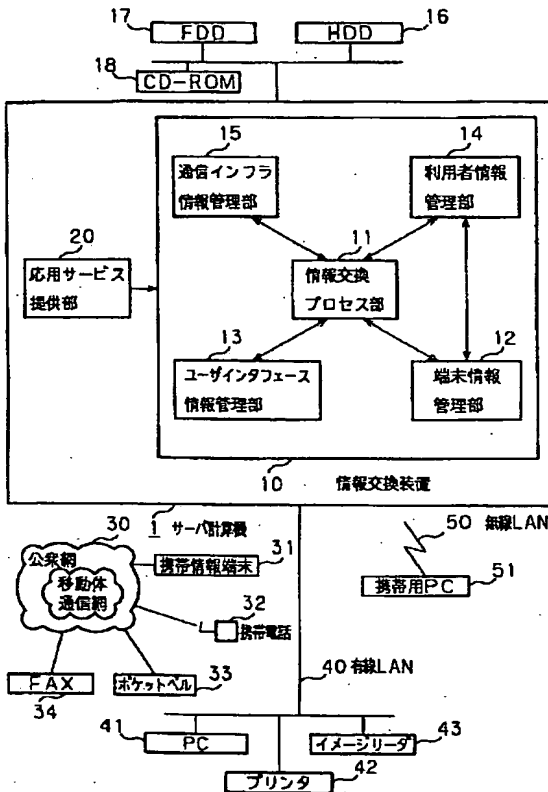 17
FDD
HDD
16
18
CD-ROM
15
通信インフラ
情報管理部
14
利用者情報
管理部
20
応用サービス
提供部
11
情報交換
プロセス部
13
ユーザインタフェース
情報管理部
12
端末情報
管理部
10
情報交換装置
1 サーバ計算機
30
公衆網
移動体
通信網
携帯情報端末
31
32
携帯電話
FAX
34
ポケットベル
33
50 無線LAN
携帯用PC
51
40 有線LAN
41
PC
イメージリーダ
43
プリンタ
42